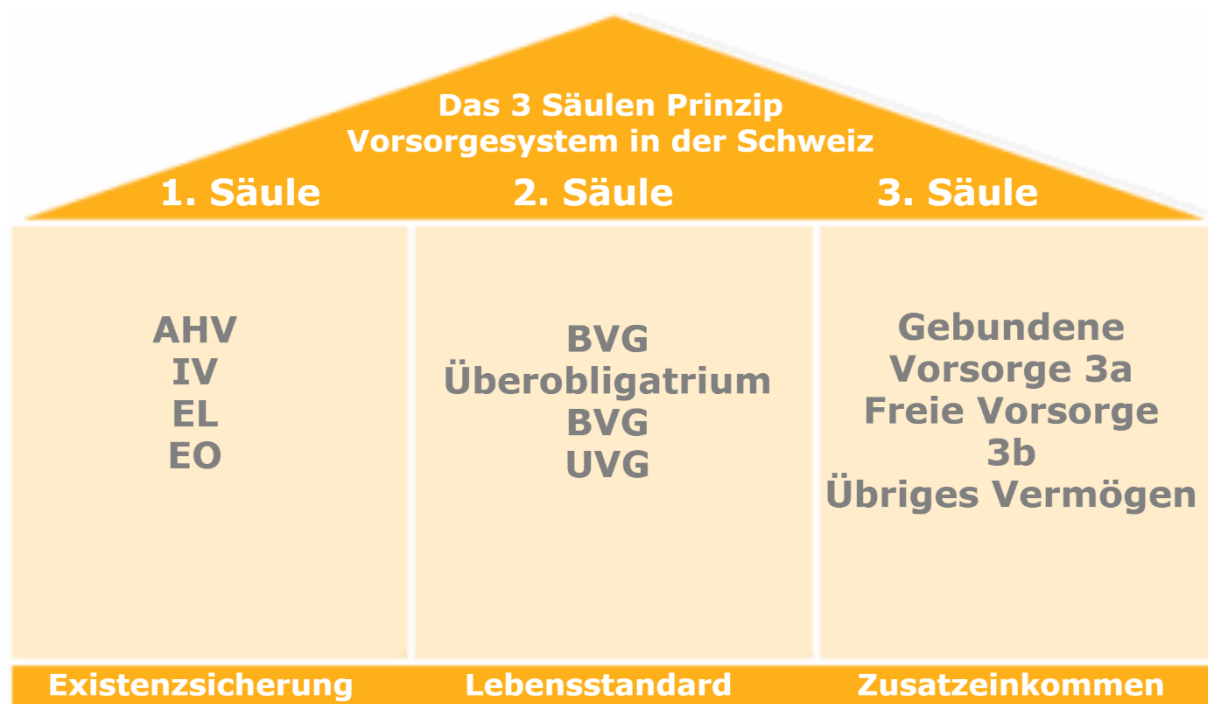 Das 3 Säulen Prinzip
Vorsorgesystem in der Schweiz
1. Säule
2. Säule
3. Säule
AHV
IV
EL
EO
BVG
Überobligatrium
BVG
UVG
Gebundene
Vorsorge 3a
Freie Vorsorge
3b
Übriges Vermögen
Existenzsicherung
Lebensstandard
Zusatzeinkommen